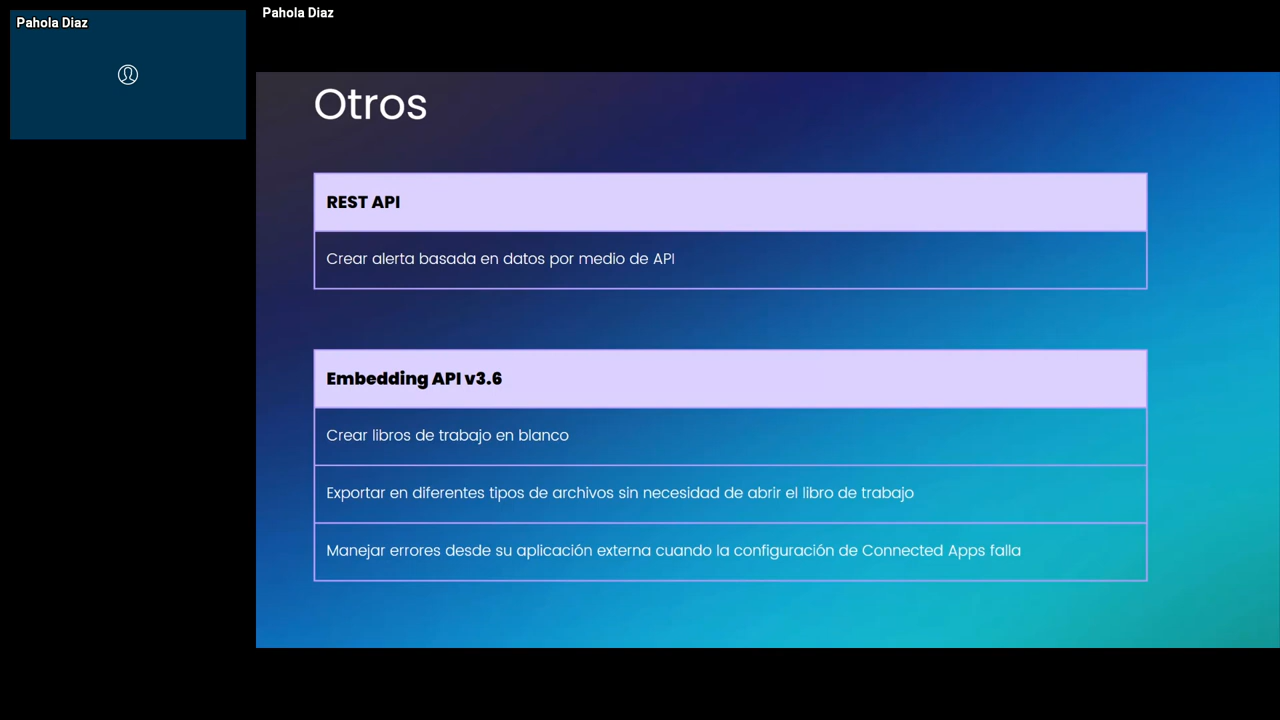 Pahola Diaz
Pahola Diaz
Otros
REST API
Crear alerta basada en datos por medio de API
Embedding API v3.6
Crear libros de trabajo en blanco
Exportar en diferentes tipos de archivos sin necesidad de abrir el libro de trabajo
Manejar errores desde su aplicación externa cuando la configuración de Connected Apps falla